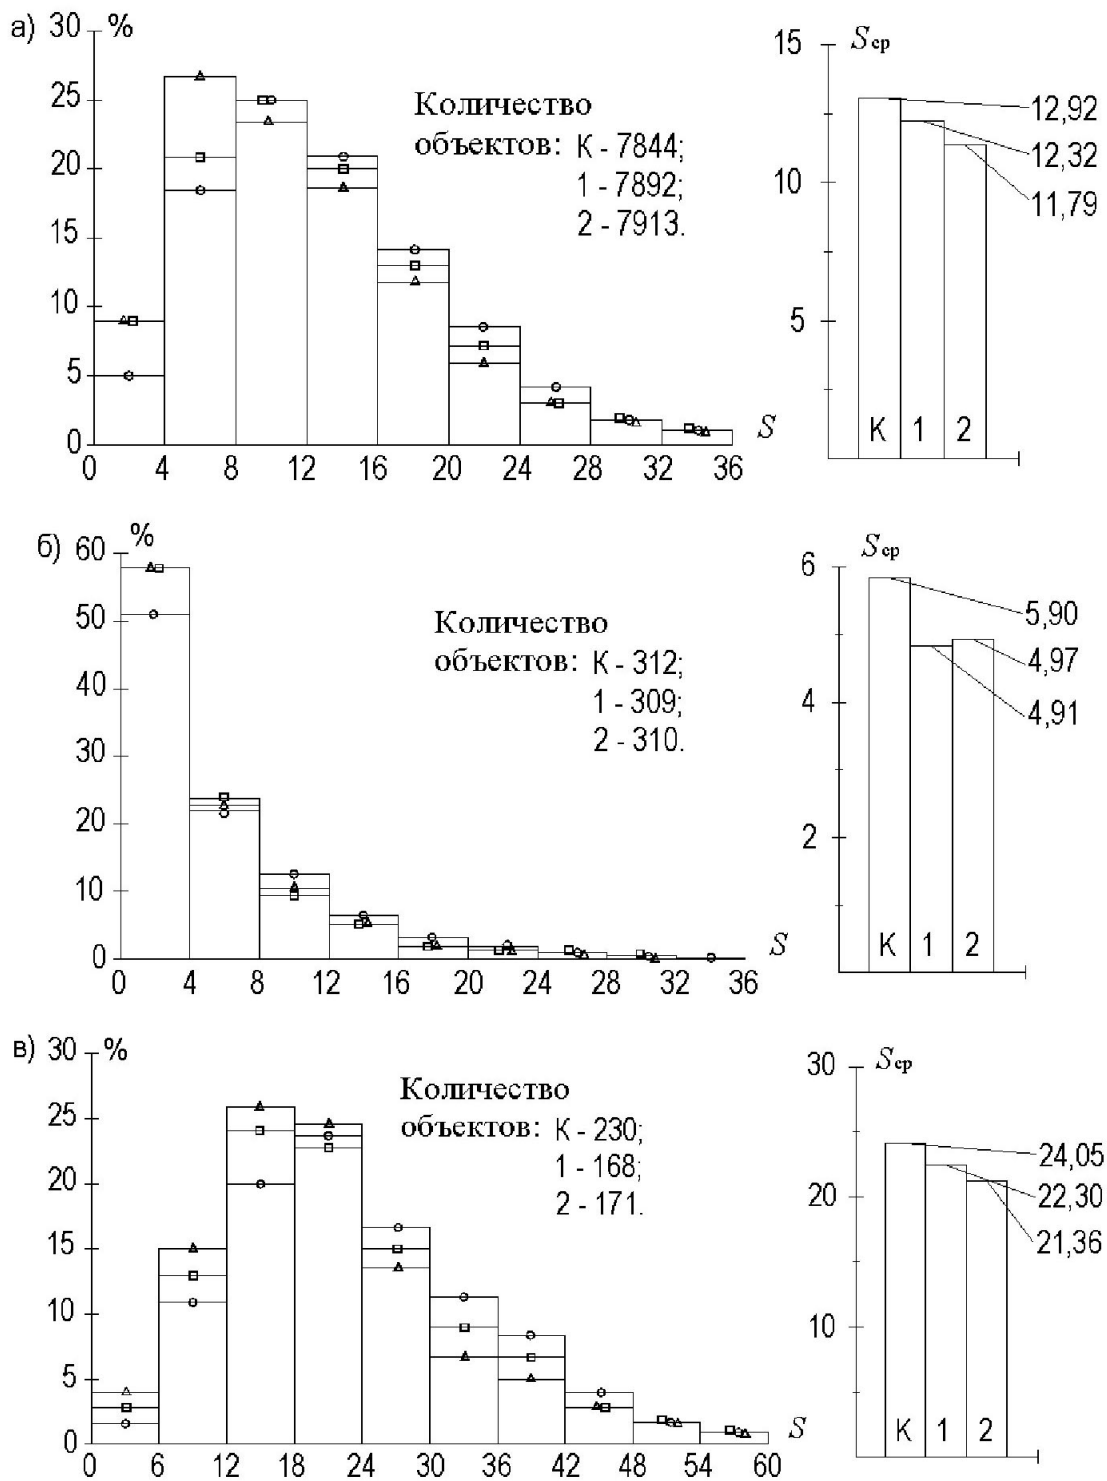 а) 30 %
25
20
15
10
5
0
0 4 8 12 16 20 24 28 32 36
S
Количество
объектов: К - 7844;
1 - 7892;
2 - 7913.
15 Sср
10
5
12,92
12,32
11,79
К 1 2
б) 60 %
50
40
30
20
10
0
0 4 8 12 16 20 24 28 32 36
S
Количество
объектов: К - 312;
1 - 309;
2 - 310.
6 Sср
4
2
5,90
4,97
4,91
К 1 2
в) 30 %
25
20
15
10
5
0
0 6 12 18 24 30 36 42 48 54 60
S
Количество
объектов: К - 230;
1 - 168;
2 - 171.
30 Sср
20
10
24,05
22,30
21,36
К 1 2